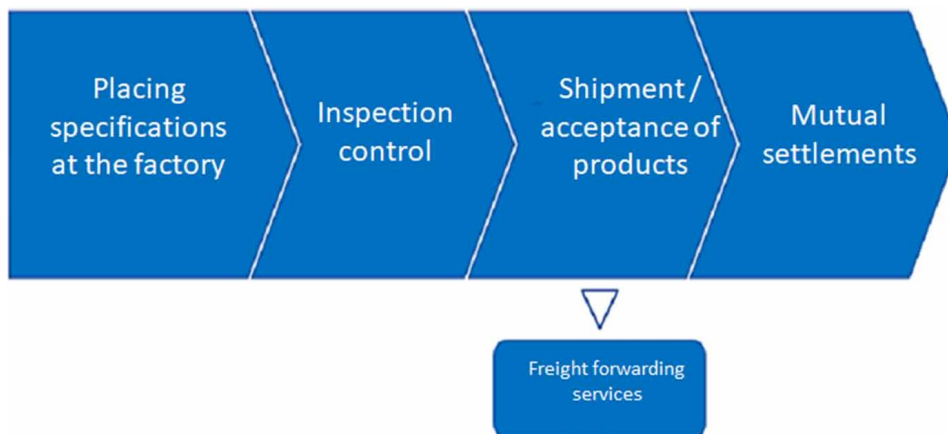 Placing
specifications
at the factory
Inspection
control
Shipment /
acceptance of
products
Mutual
settlements
Freight forwarding
services